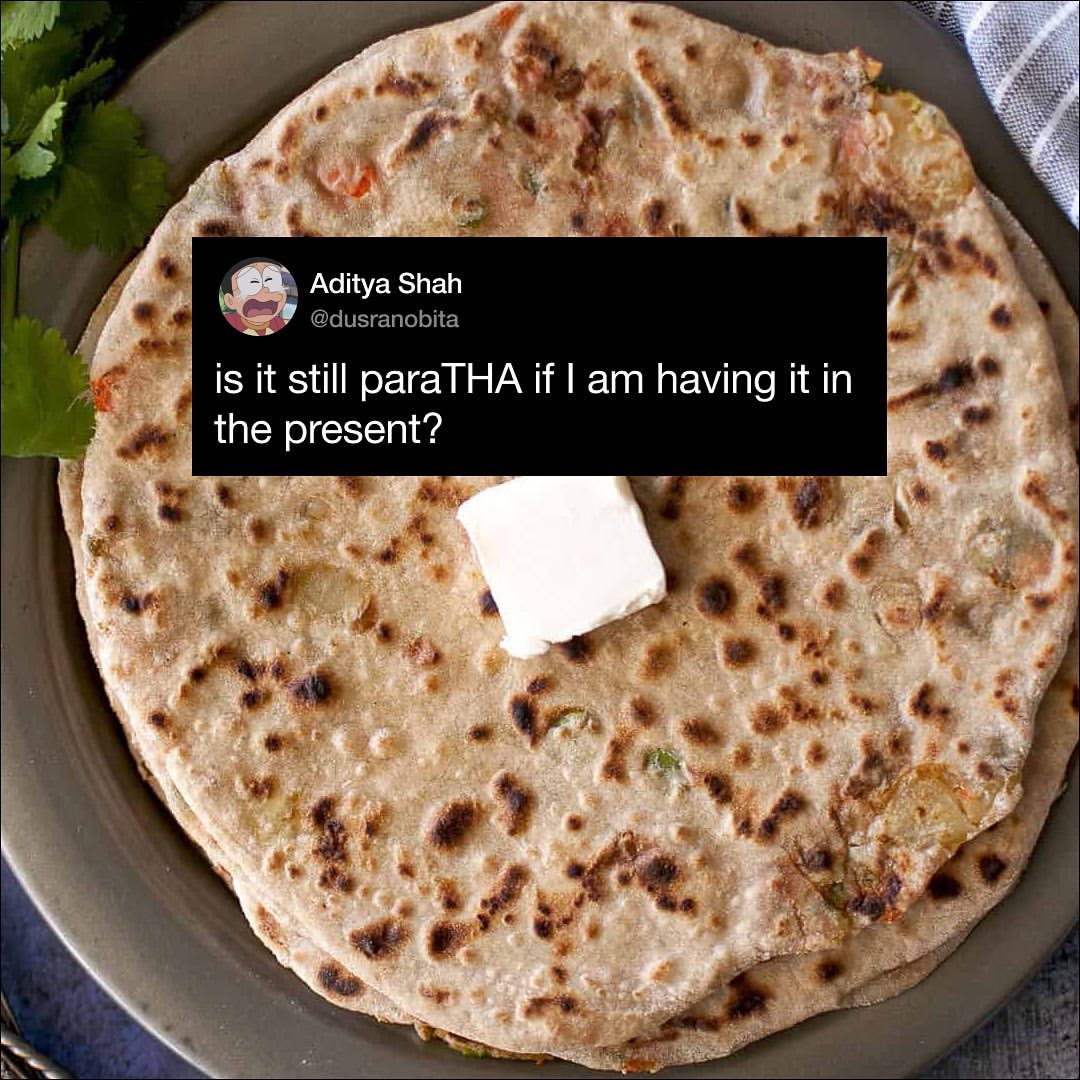 Aditya Shah
@dusranobita
is it still paraTHA if I am having it in
the present?